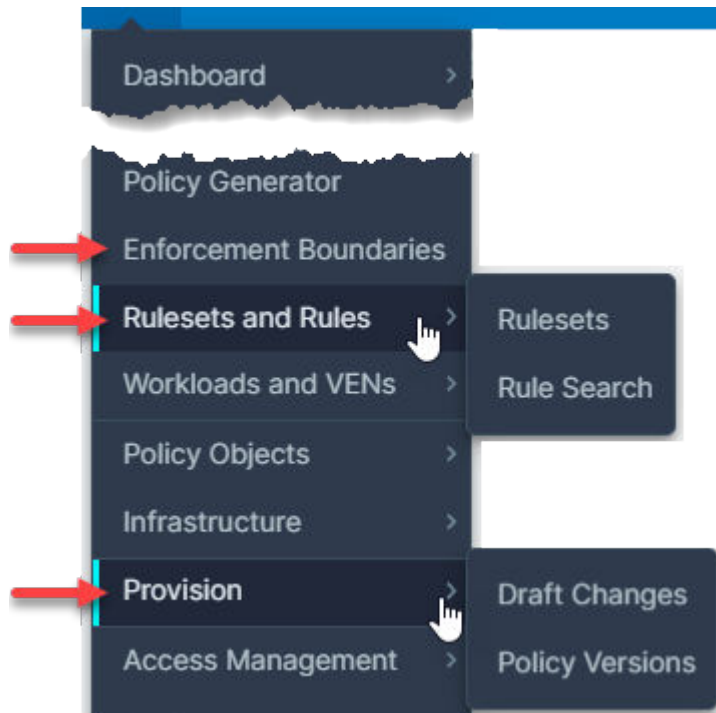 Dashboard
Policy Generator
Enforcement Boundaries
Rulesets and Rules
Rulesets
Rule Search
Workloads and VENs
Policy Objects
Infrastructure
Provision
Draft Changes
Policy Versions
Access Management